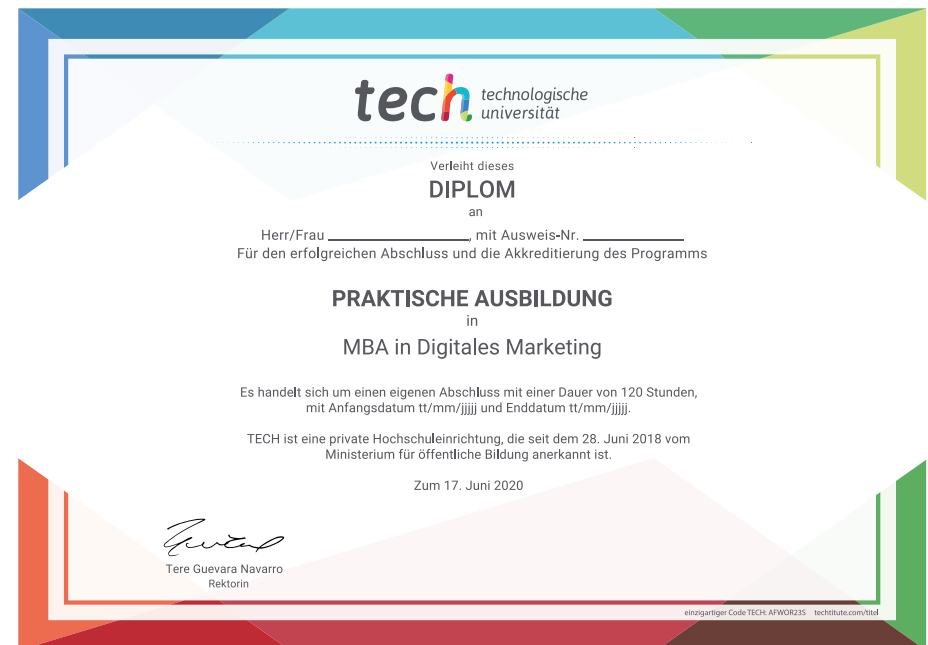 tech technologische
universität
Verleiht dieses
DIPLOM
an
Herr/Frau ____________, mit Ausweis-Nr. ____________
Für den erfolgreichen Abschluss und die Akkreditierung des Programms
PRAKTISCHE AUSBILDUNG
in
MBA in Digitales Marketing
Es handelt sich um einen eigenen Abschluss mit einer Dauer von 120 Stunden,
mit Anfangsdatum tt/mm/jjjjj und Enddatum tt/mm/jjjjj.
TECH ist eine private Hochschuleinrichtung, die seit dem 28. Juni 2018 vom
Ministerium für öffentliche Bildung anerkannt ist.
Zum 17. Juni 2020
Tere Guevara Navarro
Rektorin
einzigartiger Code TECH: AFWOR23S techtitute.com/titel